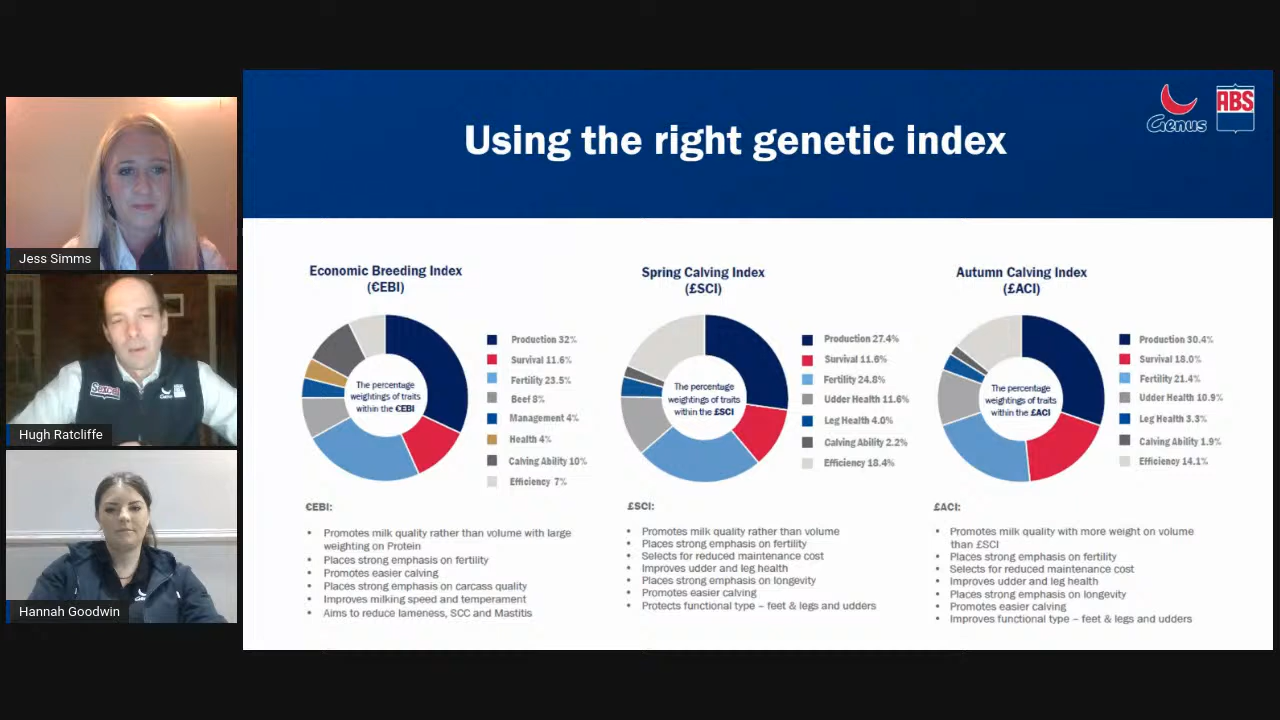 Using the right genetic index
Genus
ABS
Jess Simms
Hugh Ratcliffe
Sexcel
Hannah Goodwin
Economic Breeding Index
(€EBI)
The percentage
weightings of traits
within the €EBI
Production 32%
Survival 11.6%
Fertility 23.5%
Beef 8%
Management 4%
Health 4%
Calving Ability 10%
Efficiency 7%
€EBI:
• Promotes milk quality rather than volume with large
weighting on Protein
• Places strong emphasis on fertility
• Promotes easier calving
• Places strong emphasis on carcass quality
• Improves milking speed and temperament
• Aims to reduce lameness, SCC and Mastitis
Spring Calving Index
(£SCI)
The percentage
weightings of traits
within the £SCI
Production 27.4%
Survival 11.6%
Fertility 24.8%
Udder Health 11.6%
Leg Health 4.0%
Calving Ability 2.2%
Efficiency 18.4%
£SCI:
• Promotes milk quality rather than volume
• Places strong emphasis on fertility
• Selects for reduced maintenance cost
• Improves udder and leg health
• Places strong emphasis on longevity
• Promotes easier calving
• Protects functional type – feet & legs and udders
Autumn Calving Index
(£ACI)
The percentage
weightings of traits
within the £ACI
Production 30.4%
Survival 18.0%
Fertility 21.4%
Udder Health 10.9%
Leg Health 3.3%
Calving Ability 1.9%
Efficiency 14.1%
£ACI:
• Promotes milk quality with more weight on volume
than £SCI
• Places strong emphasis on fertility
• Selects for reduced maintenance cost
• Improves udder and leg health
• Places strong emphasis on longevity
• Promotes easier calving
• Improves functional type – feet & legs and udders